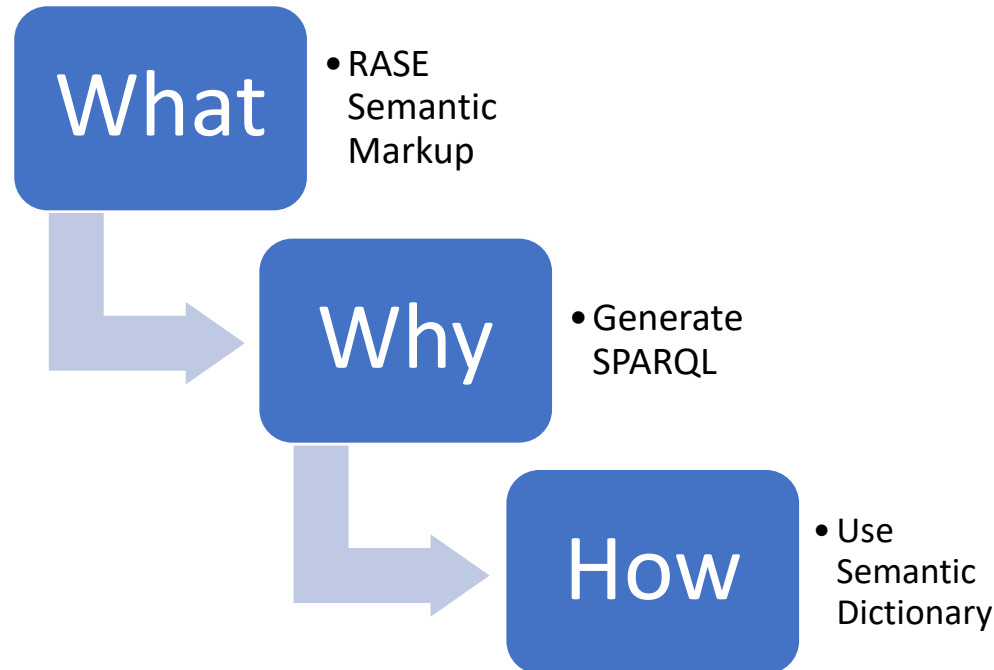 What
• RASE
Semantic
Markup
Why
• Generate
SPARQL
How
• Use
Semantic
Dictionary